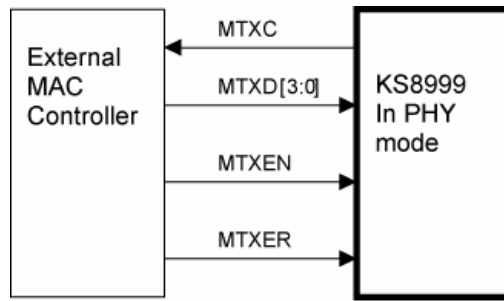 External
MAC
Controller
MTXC
MTXD[3:0]
MTXEN
MTXER
KS8999
In PHY
mode